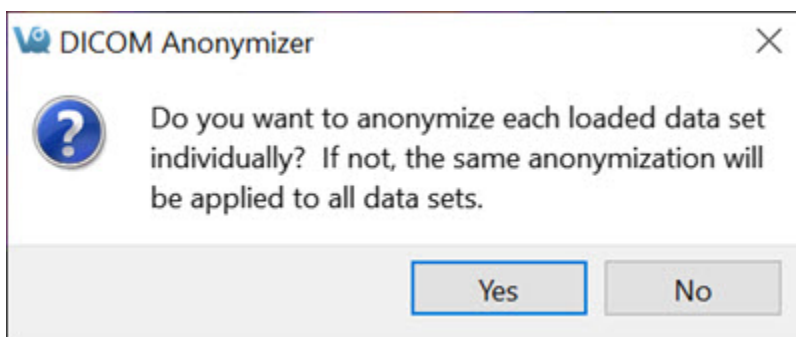 DICOM Anonymizer
Do you want to anonymize each loaded data set
individually?  If not, the same anonymization will
be applied to all data sets.
Yes
No